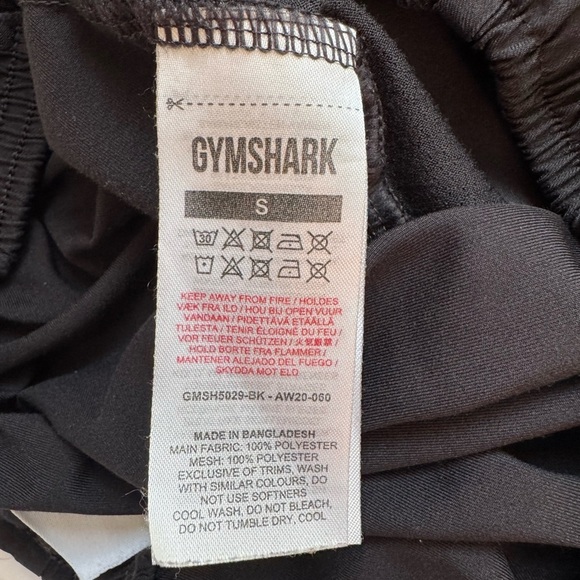 GYMSHARK
S
30
KEEP AWAY FROM FIRE / HOLDES
VÆK FRA ILD / HOU BIJ OPEN VUUR
VANDAAN / PIDETTÄVÄ ETÄÄLLÄ
TULESTA / TENIR ÉLOIGNÉ DU FEU /
VOR FEUER SCHÜTZEN / 火気厳禁 /
HOLD BORTE FRA FLAMMER /
MANTENER ALEJADO DEL FUEGO /
SKYDDA MOT ELD
GMSH5029-BK - AW20-060
MADE IN BANGLADESH
MAIN FABRIC: 100% POLYESTER
MESH: 100% POLYESTER
EXCLUSIVE OF TRIMS, WASH
WITH SIMILAR COLOURS, DO
NOT USE SOFTNERS
COOL WASH, DO NOT BLEACH,
DO NOT TUMBLE DRY, COOL